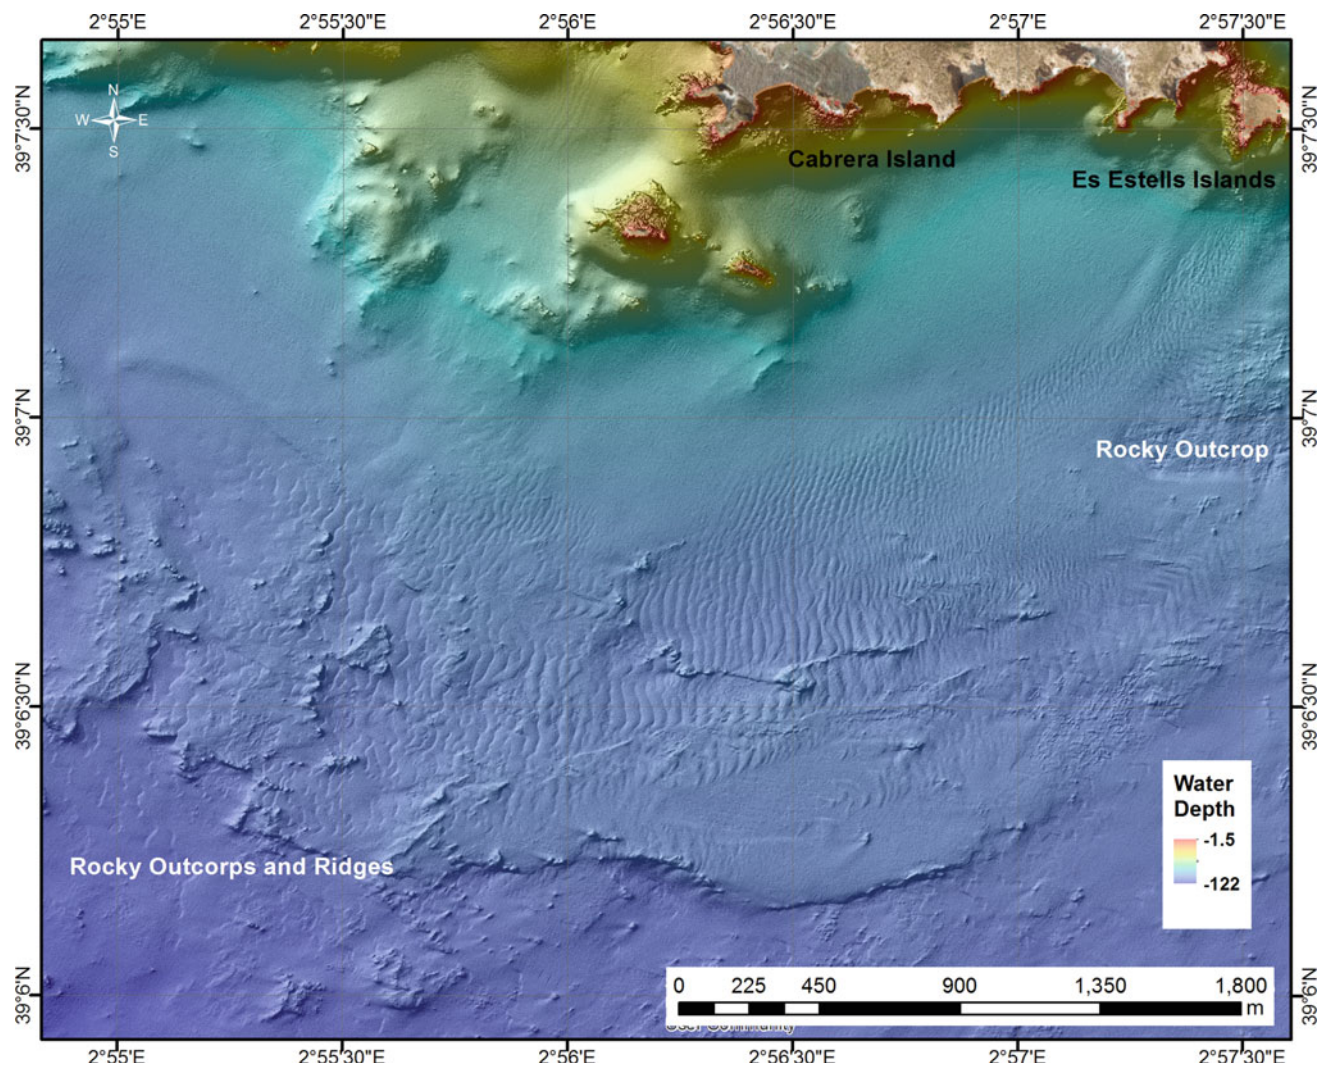 2°55'E 2°55'30"E 2°56'E 2°56'30"E 2°57'E 2°57'30"E
N
W E
S
39°7'30"N 39°7'30"N
Cabrera Island
Es Estells Islands
39°7'N 39°7'N
Rocky Outcrop
39°6'30"N 39°6'30"N
Water
Depth
-1.5
-122
Rocky Outcorps and Ridges
0 225 450 900 1,350 1,800
m
39°6'N 39°6'N
User Community
2°55'E 2°55'30"E 2°56'E 2°56'30"E 2°57'E 2°57'30"E